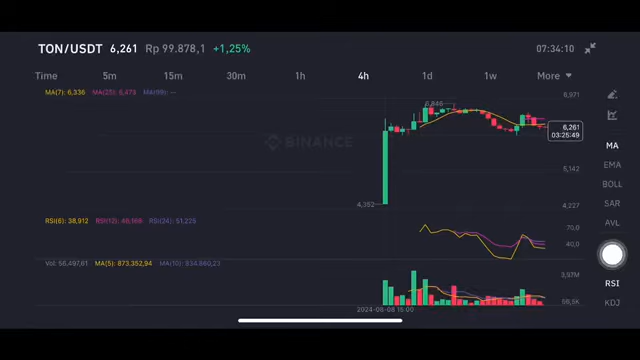 TON/USDT 6,261 Rp 99.878,1 +1,25% 07:34:10
Time 5m 15m 30m 1h 4h 1d 1w More
MA(7): 6,336 MA(25): 6,473 MA(99): --
6,971
6,846
MA
6,261
03:25:49
BINANCE
EMA
5,142
BOLL
4,382
4,227
SAR
RSI(6): 38,912 RSI(12): 46,168 RSI(24): 51,225
AVL
70,0
40,0
Vol: 56.497,61 MA(5): 873.352,94 MA(10): 934.860,23
3,97M
RSI
56,5K
KDJ
2024-08-08 16:00